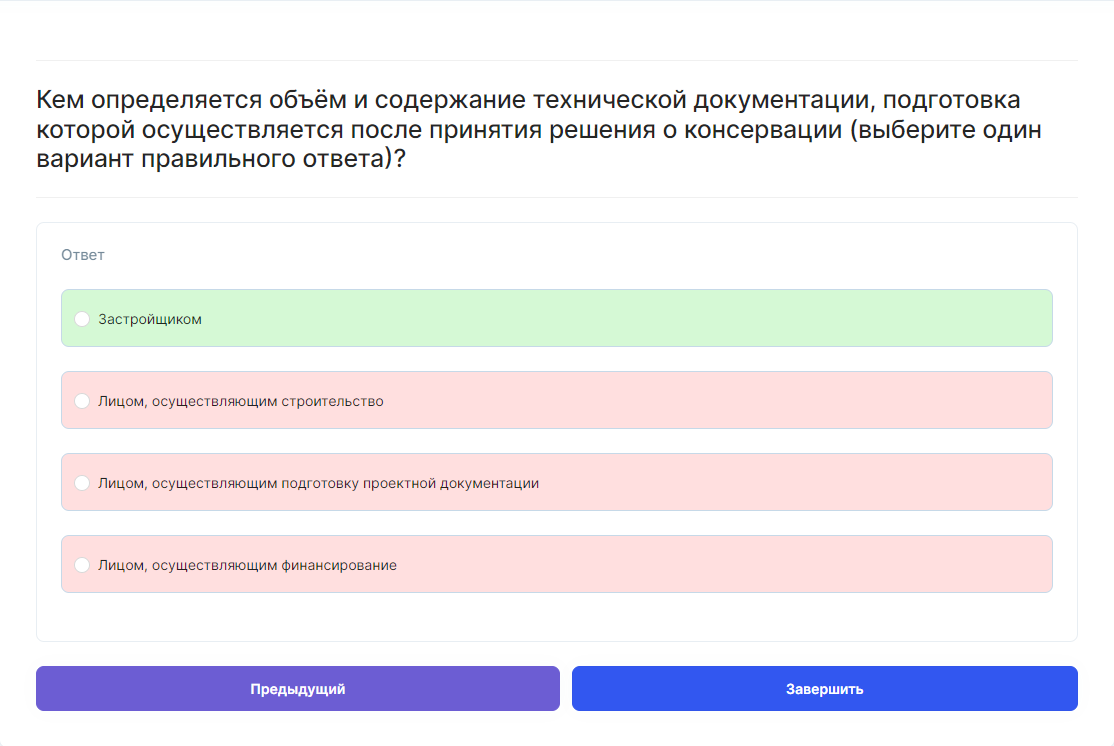 Кем определяется объём и содержание технической документации, подготовка
которой осуществляется после принятия решения о консервации (выберите один
вариант правильного ответа)?
Ответ
Застройщиком
Лицом, осуществляющим строительство
Лицом, осуществляющим подготовку проектной документации
Лицом, осуществляющим финансирование
Предыдущий
Завершить